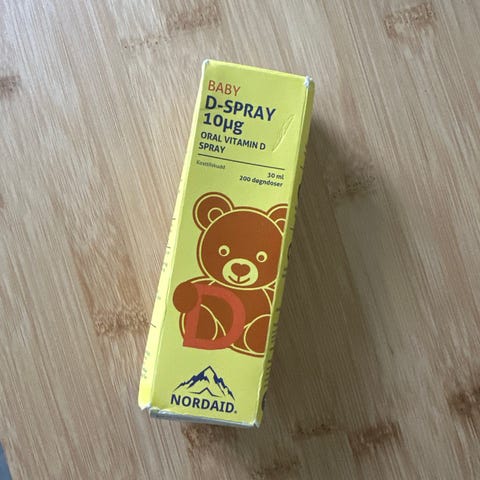 BABY
D-SPRAY
10µg
ORAL VITAMIN D
SPRAY
Kosttilskudd
30 ml
200 døgndoser
D
NORDAID®